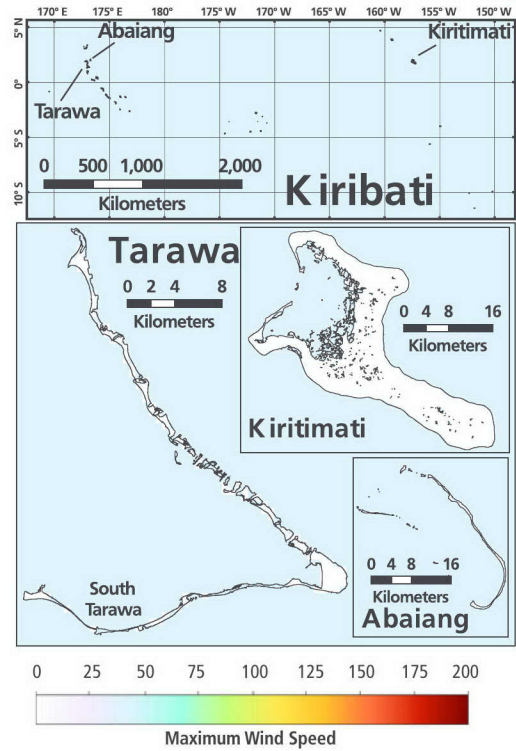 170° E 175° E 180° 175° W 170° W 165° W 160° W 155° W 150° W
5° N
0°
5° S
10° S
Abaiang
Kiritimati
Tarawa
0 500 1,000 2,000
Kilometers
Kiribati
Tarawa
0 2 4 8
Kilometers
0 4 8 16
Kilometers
Kiritimati
South
Tarawa
0 4 8 16
Kilometers
Abaiang
0 25 50 75 100 125 150 175 200
Maximum Wind Speed